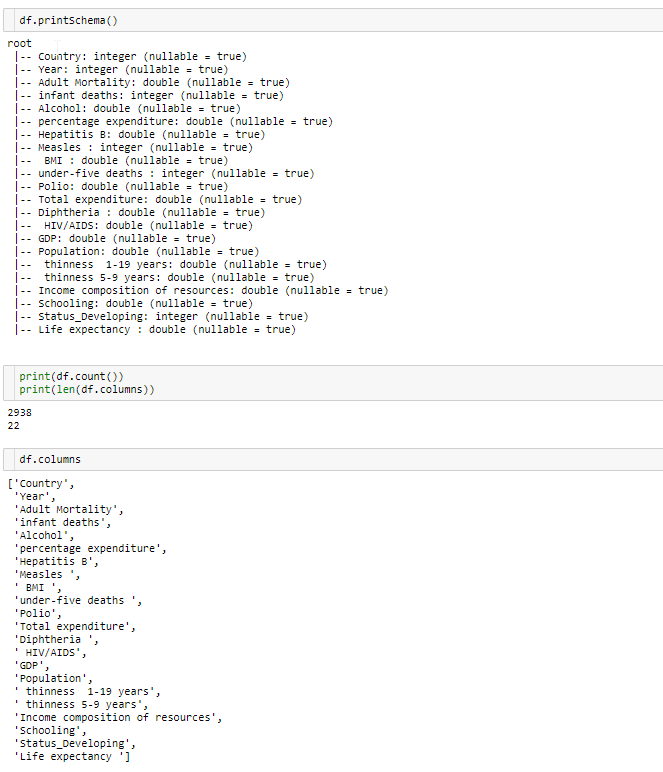 df.printSchema()
root
 |-- Country: integer (nullable = true)
 |-- Year: integer (nullable = true)
 |-- Adult Mortality: double (nullable = true)
 |-- infant deaths: integer (nullable = true)
 |-- Alcohol: double (nullable = true)
 |-- percentage expenditure: double (nullable = true)
 |-- Hepatitis B: double (nullable = true)
 |-- Measles : integer (nullable = true)
 |--  BMI : double (nullable = true)
 |-- under-five deaths : integer (nullable = true)
 |-- Polio: double (nullable = true)
 |-- Total expenditure: double (nullable = true)
 |-- Diphtheria : double (nullable = true)
 |--  HIV/AIDS: double (nullable = true)
 |-- GDP: double (nullable = true)
 |-- Population: double (nullable = true)
 |--  thinness  1-19 years: double (nullable = true)
 |--  thinness 5-9 years: double (nullable = true)
 |-- Income composition of resources: double (nullable = true)
 |-- Schooling: double (nullable = true)
 |-- Status_Developing: integer (nullable = true)
 |-- Life expectancy : double (nullable = true)
print(df.count())
print(len(df.columns))
2938
22
df.columns
['Country',
 'Year',
 'Adult Mortality',
 'infant deaths',
 'Alcohol',
 'percentage expenditure',
 'Hepatitis B',
 'Measles ',
 ' BMI ',
 'under-five deaths ',
 'Polio',
 'Total expenditure',
 'Diphtheria ',
 ' HIV/AIDS',
 'GDP',
 'Population',
 ' thinness  1-19 years',
 ' thinness 5-9 years',
 'Income composition of resources',
 'Schooling',
 'Status_Developing',
 'Life expectancy ']